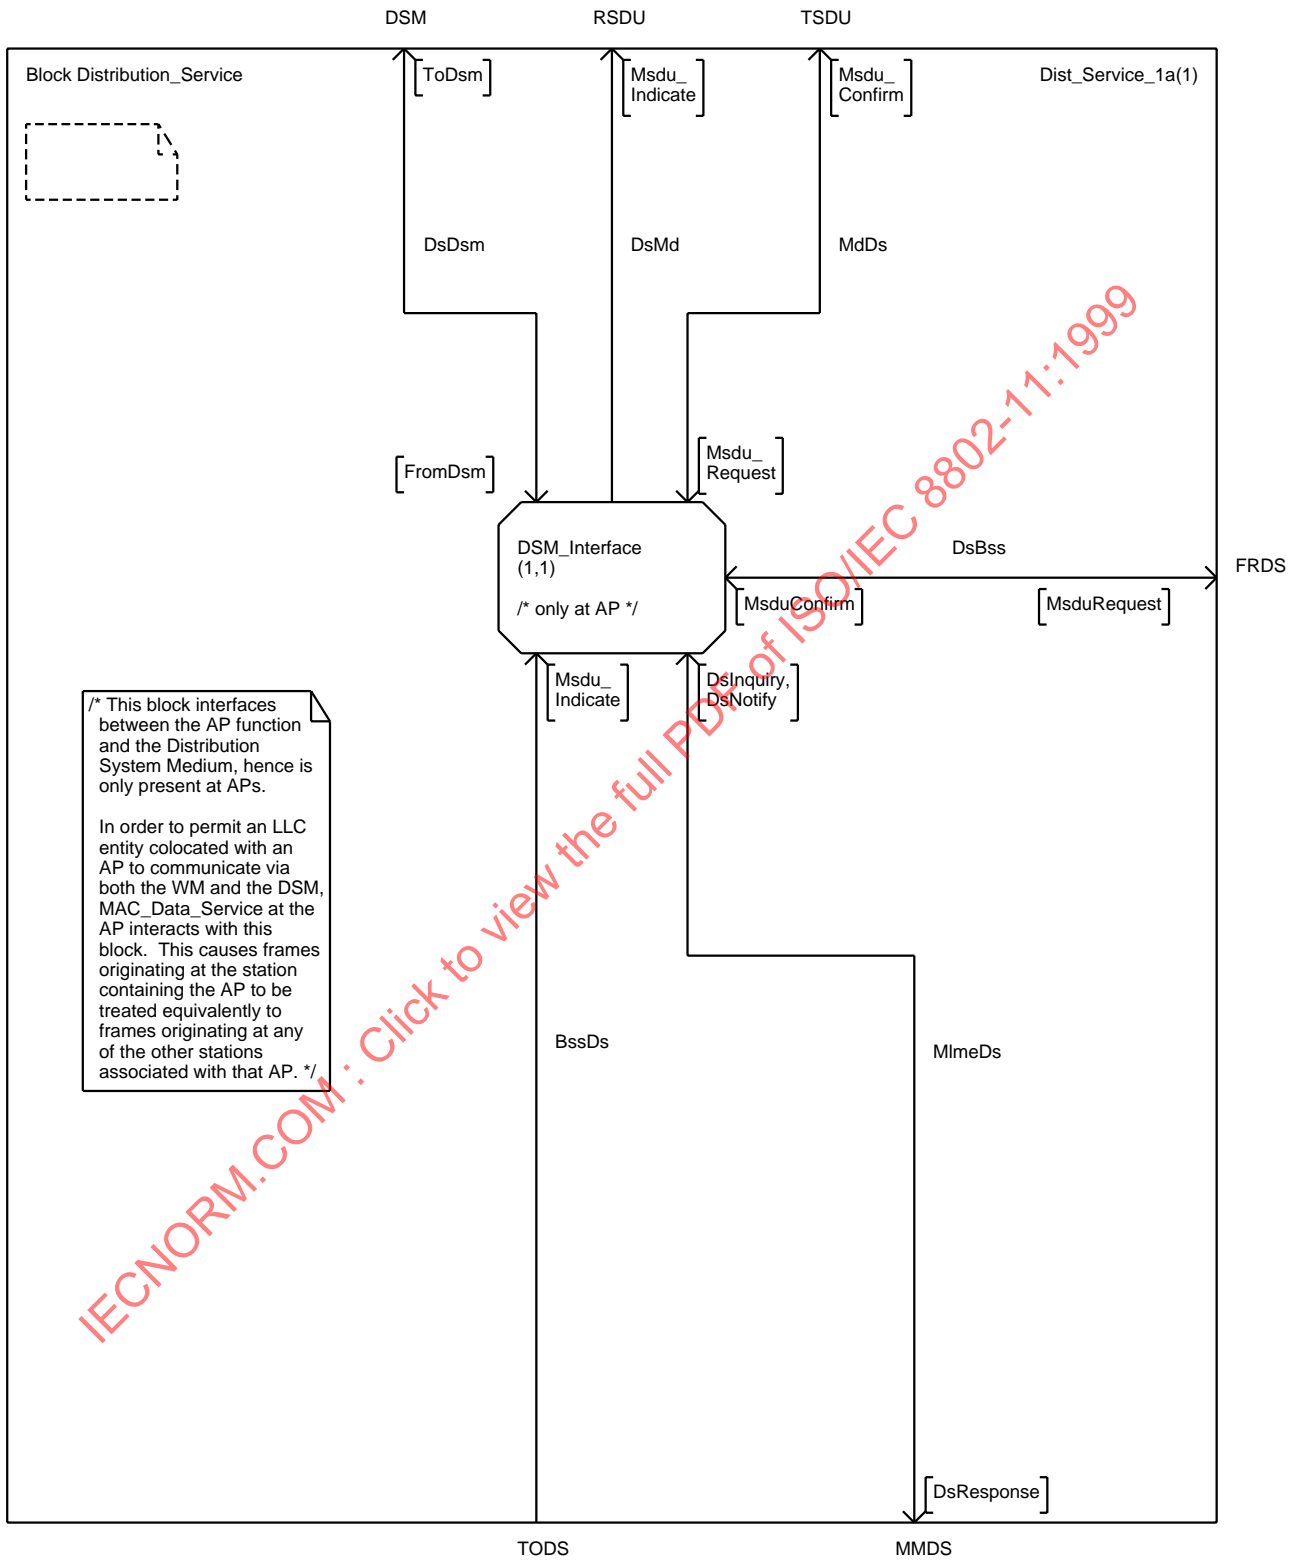 DSM
RSDU
TSDU
Block Distribution_Service
ToDsm
Msdu_
Indicate
Msdu_
Confirm
Dist_Service_1a(1)
DsDsm
DsMd
MdDs
FromDsm
Msdu_
Request
DSM_Interface
(1,1)
/* only at AP */
DsBss
FRDS
MsduConfirm
MsduRequest
Msdu_
Indicate
DsInquiry,
DsNotify
/* This block interfaces
between the AP function
and the Distribution
System Medium, hence is
only present at APs.
In order to permit an LLC
entity colocated with an
AP to communicate via
both the WM and the DSM,
MAC_Data_Service at the
AP interacts with this
block. This causes frames
originating at the station
containing the AP to be
treated equivalently to
frames originating at any
of the other stations
associated with that AP. */
BssDs
MlmeDs
DsResponse
TODS
MMDS
IECNORM.COM : Click to view the full PDF of ISO/IEC 8802-11:1999